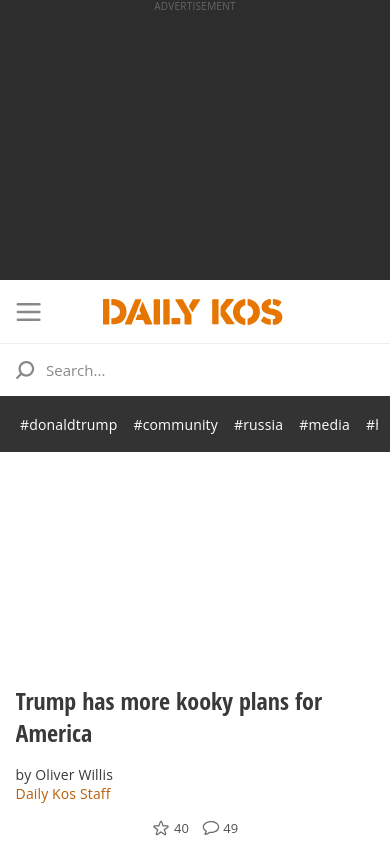 ADVERTISEMENT
DAILY KOS
Search...
#donaldtrump #community #russia #media #l
Trump has more kooky plans for
America
by Oliver Willis
Daily Kos Staff
40 49